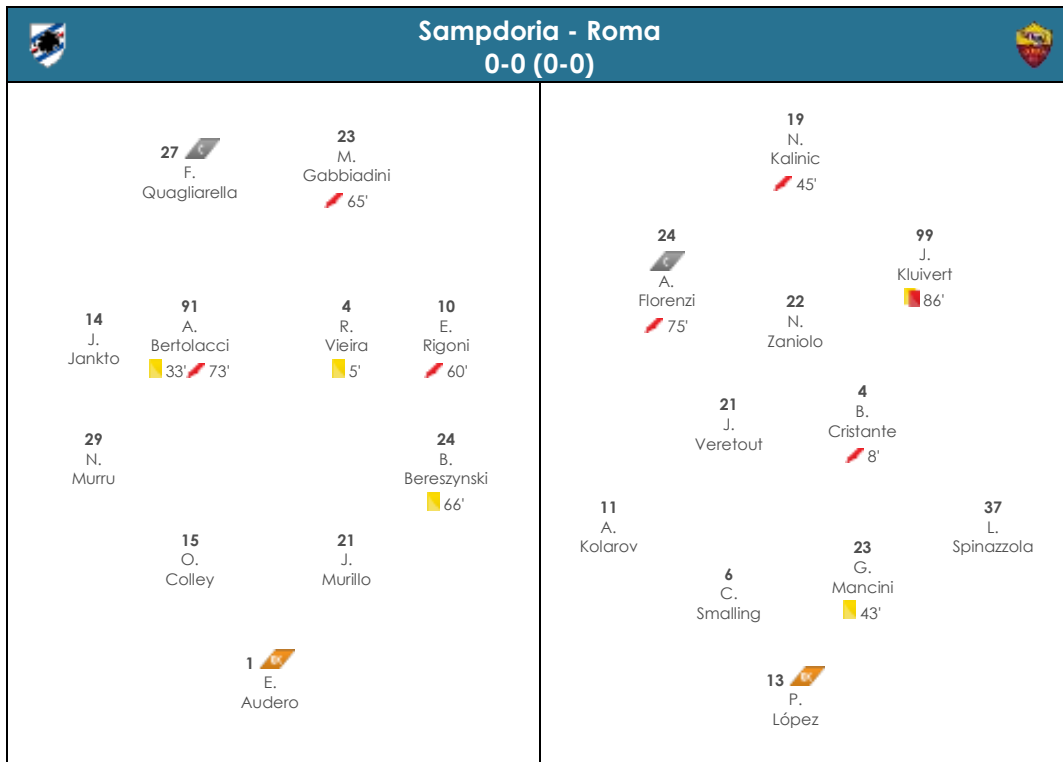 Sampdoria - Roma
0-0 (0-0)
27 C
F.
Quagliarella
23
M.
Gabbiadini
65'
14
J.
Jankto
91
A.
Bertolacci
33' 73'
4
R.
Vieira
5'
10
E.
Rigoni
60'
29
N.
Murru
24
B.
Bereszynski
66'
15
O.
Colley
21
J.
Murillo
1 GK
E.
Audero
19
N.
Kalinic
45'
24
C
A.
Florenzi
75'
22
N.
Zaniolo
99
J.
Kluivert
86'
21
J.
Veretout
4
B.
Cristante
8'
11
A.
Kolarov
6
C.
Smalling
23
G.
Mancini
43'
37
L.
Spinazzola
13 GK
P.
López